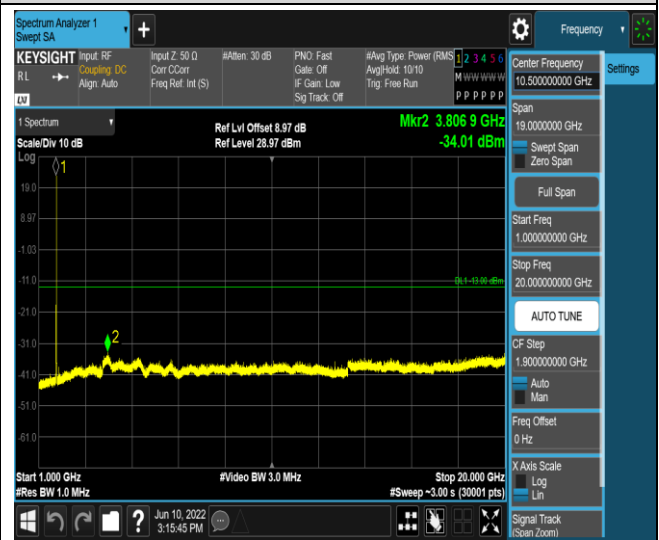 Spectrum Analyzer 1
Swept SA
Frequency
KEYSIGHT
RL
LXI
Input: RF
Coupling: DC
Align: Auto
Input Z: 50 Ω
Corr CCorr
Freq Ref: Int (S)
#Atten: 30 dB
PNO: Fast
Gate: Off
IF Gain: Low
Sig Track: Off
#Avg Type: Power (RMS
Avg|Hold: 10/10
Trig: Free Run
1 2 3 4 5 6
M W W W W W
P P P P P P
1 Spectrum
Scale/Div 10 dB
Log
Ref Lvl Offset 8.97 dB
Ref Level 28.97 dBm
Mkr2 3.806 9 GHz
-34.01 dBm
1
19.0
8.97
-1.03
-11.0
DL1 -13.00 dBm
-21.0
-31.0
2
-41.0
-51.0
-61.0
Start 1.000 GHz
#Res BW 1.0 MHz
#Video BW 3.0 MHz
Stop 20.000 GHz
#Sweep ~3.00 s (30001 pts)
Jun 10, 2022
3:15:45 PM
Center Frequency
10.500000000 GHz
Settings
Span
19.0000000 GHz
Swept Span
Zero Span
Full Span
Start Freq
1.000000000 GHz
Stop Freq
20.000000000 GHz
AUTO TUNE
CF Step
1.900000000 GHz
Auto
Man
Freq Offset
0 Hz
X Axis Scale
Log
Lin
Signal Track
(Span Zoom)